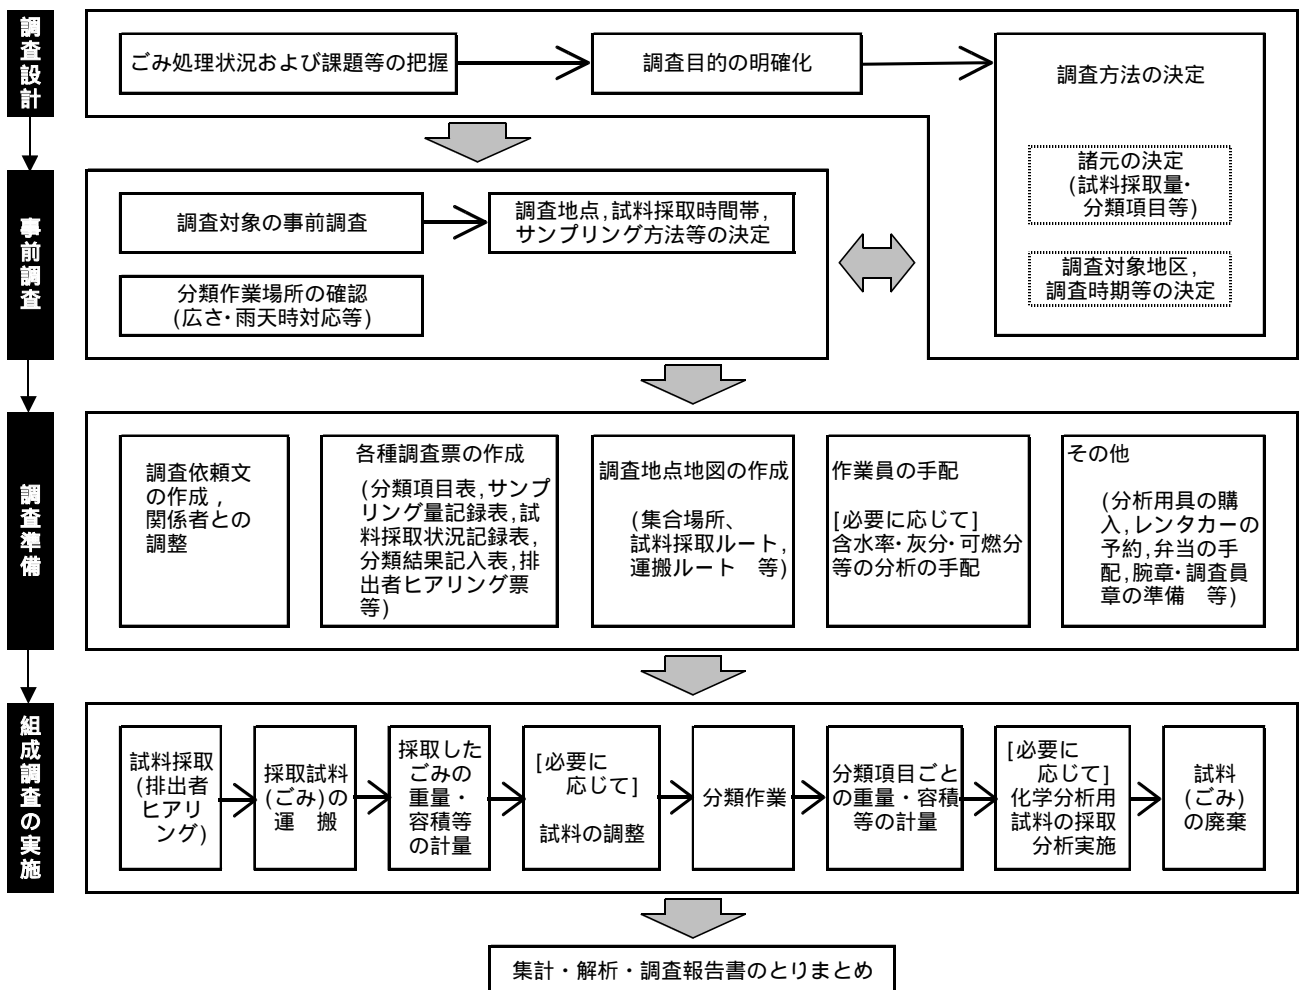 調査設計
ごみ処理状況および課題等の把握
調査目的の明確化
調査方法の決定
諸元の決定
(試料採取量・
分類項目等)
調査対象地区,
調査時期等の決定
事前調査
調査対象の事前調査
調査地点,試料採取時間帯,
サンプリング方法等の決定
分類作業場所の確認
(広さ・雨天時対応等)
調査準備
調査依頼文
の作成,
関係者との
調整
各種調査票の作成
(分類項目表,サンプ
リング量記録表,試
料採取状況記録表,
分類結果記入表,排
出者ヒアリング票
等)
調査地点地図の作成
(集合場所、
試料採取ルート,
運搬ルート 等)
作業員の手配
[必要に応じて]
含水率・灰分・可燃分
等の分析の手配
その他
(分析用具の購
入,レンタカーの
予約,弁当の手
配,腕章・調査員
章の準備 等)
組成調査の実施
試料採取
(排出者
ヒアリ
ング)
採取試料
(ごみ)の
運 搬
採取した
ごみの
重量・
容積等
の計量
[必要に
応じて]
試料の調整
分類作業
分類項目ごと
の重量・容積
等の計量
[必要に
応じて]
化学分析用
試料の採取
分析実施
試料
(ごみ)
の廃棄
集計・解析・調査報告書のとりまとめ